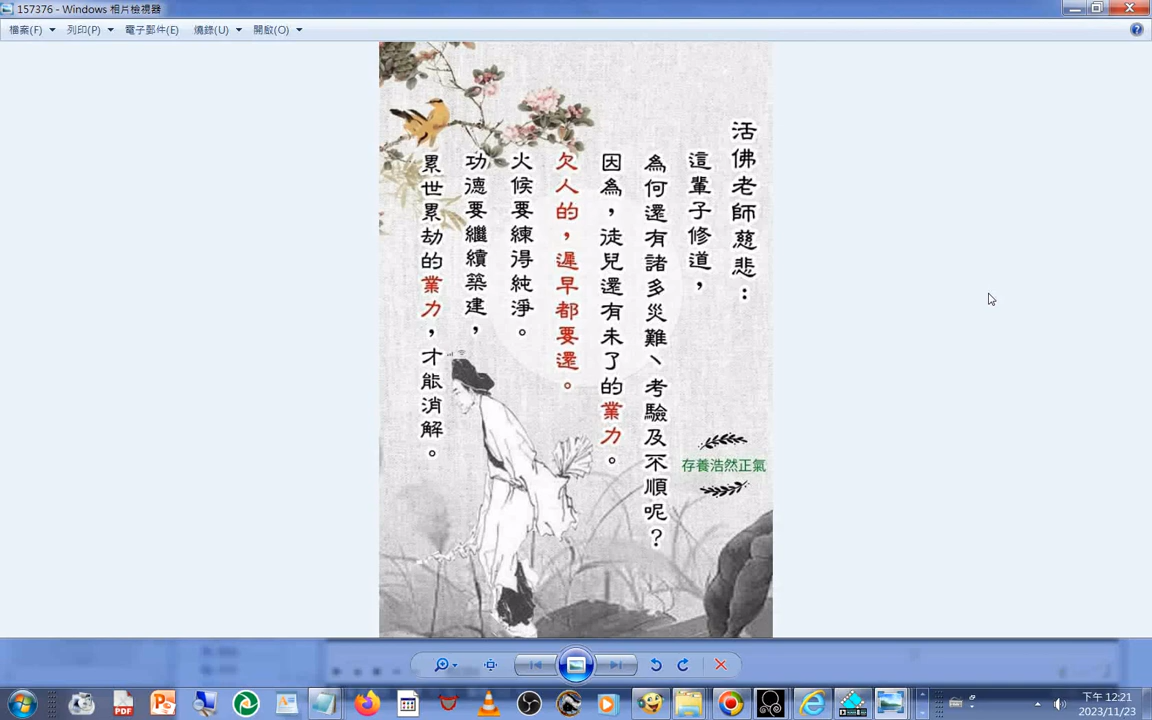 157376 - Windows 相片檢視器
檔案(F)
列印(P)
電子郵件(E)
燒錄(U)
開啟(O)
活佛老師慈悲：
這輩子修道，
為何還有諸多災難、考驗及不順呢？
因為，徒兒還有未了的業力。
欠人的，遲早都要還。
火候要練得純淨。
功德要繼續築建，
累世累劫的業力，才能消解。
存養浩然正氣
下午 12:21
2023/11/23